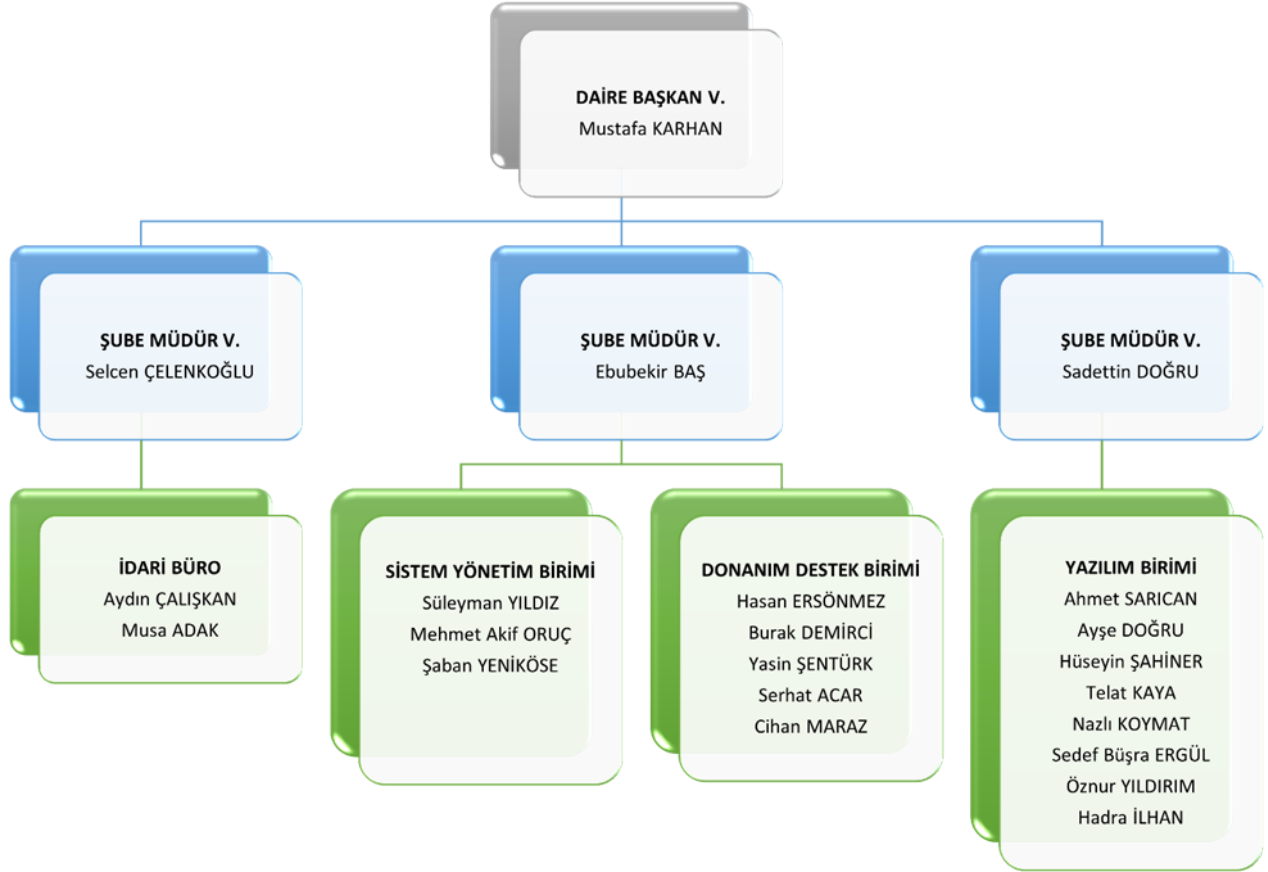 DAİRE BAŞKAN V.
Mustafa KARHAN
ŞUBE MÜDÜR V.
Selcen ÇELENKOĞLU
ŞUBE MÜDÜR V.
Ebubekir BAŞ
ŞUBE MÜDÜR V.
Sadettin DOĞRU
İDARİ BÜRO
Aydın ÇALIŞKAN
Musa ADAK
SİSTEM YÖNETİM BİRİMİ
Süleyman YILDIZ
Mehmet Akif ORUÇ
Şaban YENİKÖSE
DONANIM DESTEK BİRİMİ
Hasan ERSÖNMEZ
Burak DEMİRCİ
Yasin ŞENTÜRK
Serhat ACAR
Cihan MARAZ
YAZILIM BİRİMİ
Ahmet SARICAN
Ayşe DOĞRU
Hüseyin ŞAHİNER
Telat KAYA
Nazlı KOYMAT
Sedef Büşra ERGÜL
Öznur YILDIRIM
Hadra İLHAN